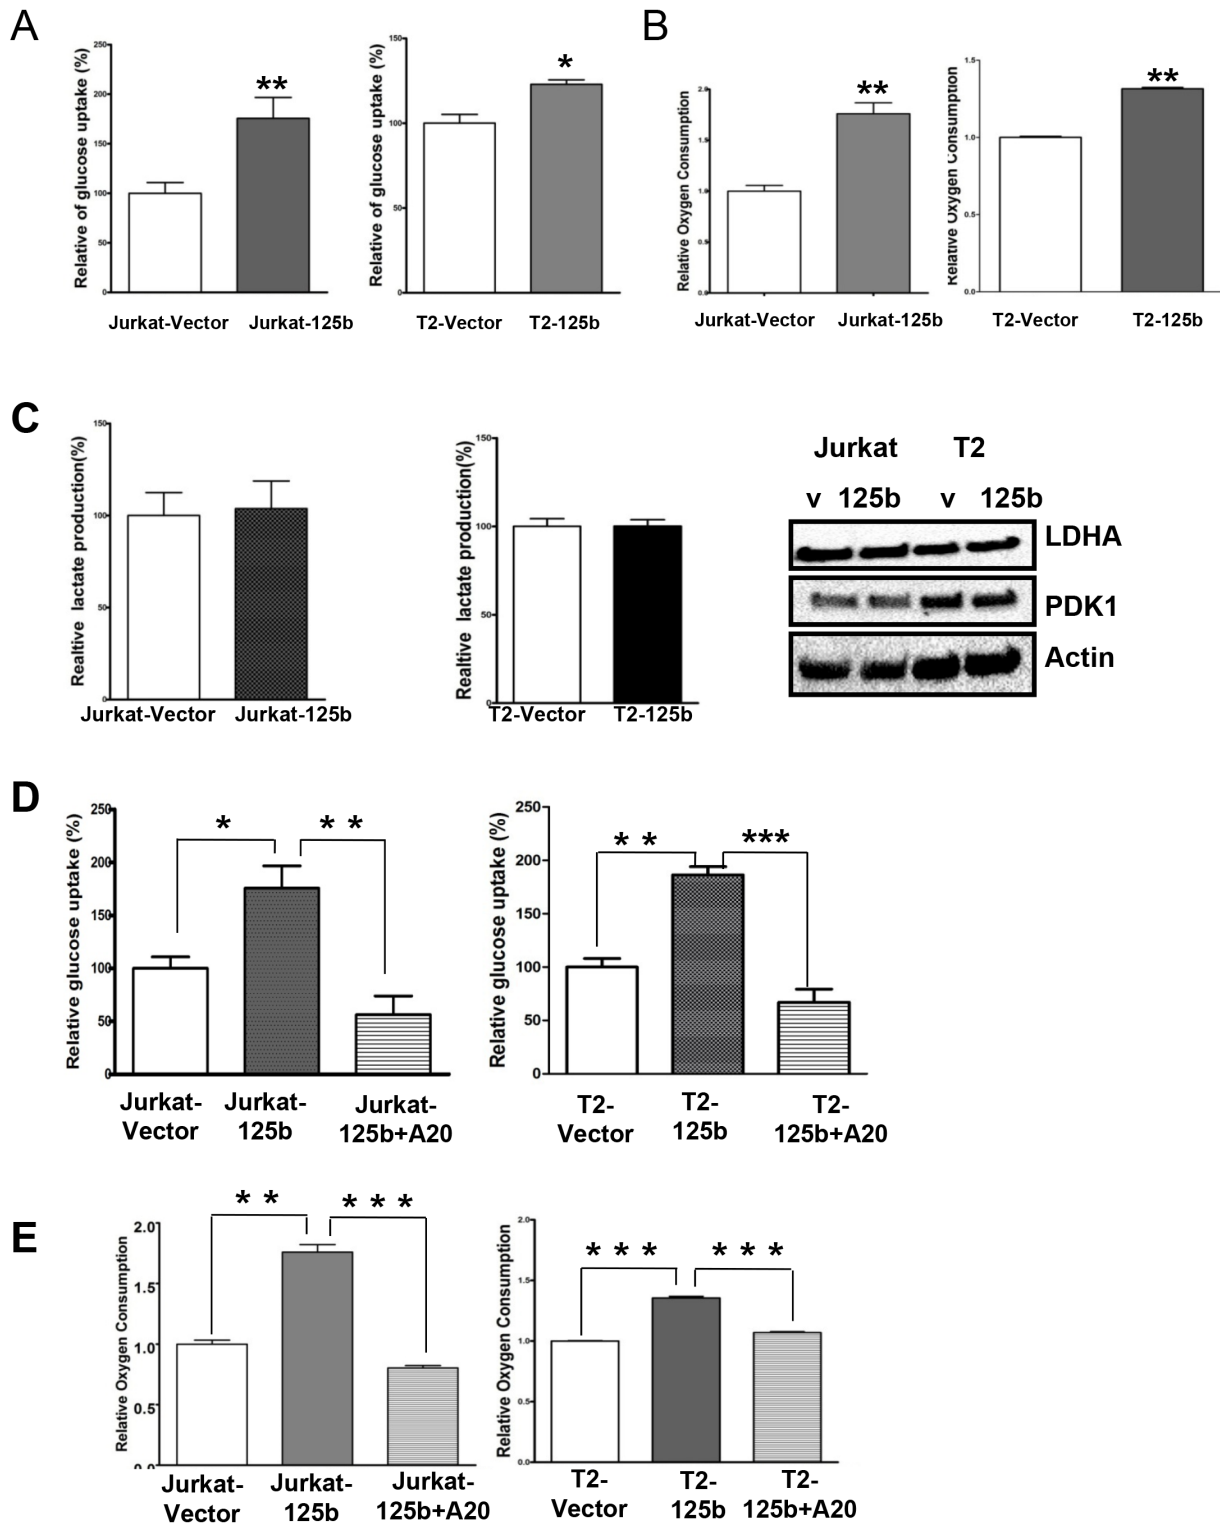 A
B
Relative of glucose uptake (%)
250
200
150
100
50
0
**
Jurkat-Vector Jurkat-125b
Relative of glucose uptake (%)
150
100
50
0
*
T2-Vector T2-125b
Relative Oxygen Consumption
1.0
**
Jurkat-Vector Jurkat-125b
Relative Oxygen Consumption
1.5
1.0
0.5
0.0
**
T2-Vector T2-125b
C
Realtive lactate production(%)
150
100
50
0
Jurkat-Vector Jurkat-125b
Realtive lactate production(%)
150
100
50
0
T2-Vector T2-125b
Jurkat T2
v 125b v 125b
LDHA
PDK1
Actin
D
Relative glucose uptake (%)
250
200
150
100
50
0
* * *
Jurkat-
Vector
Jurkat-
125b
Jurkat-
125b+A20
Relative glucose uptake (%)
250
200
150
100
50
0
* * ***
T2-
Vector
T2-
125b
T2-
125b+A20
E
Relative Oxygen Consumption
2.0
1.5
1.0
0.5
* * * * *
Jurkat-
Vector
Jurkat-
125b
Jurkat-
125b+A20
Relative Oxygen Consumption
2.0
1.5
1.0
0.5
0.0
* * * * * *
T2-
Vector
T2-
125b
T2-
125b+A20